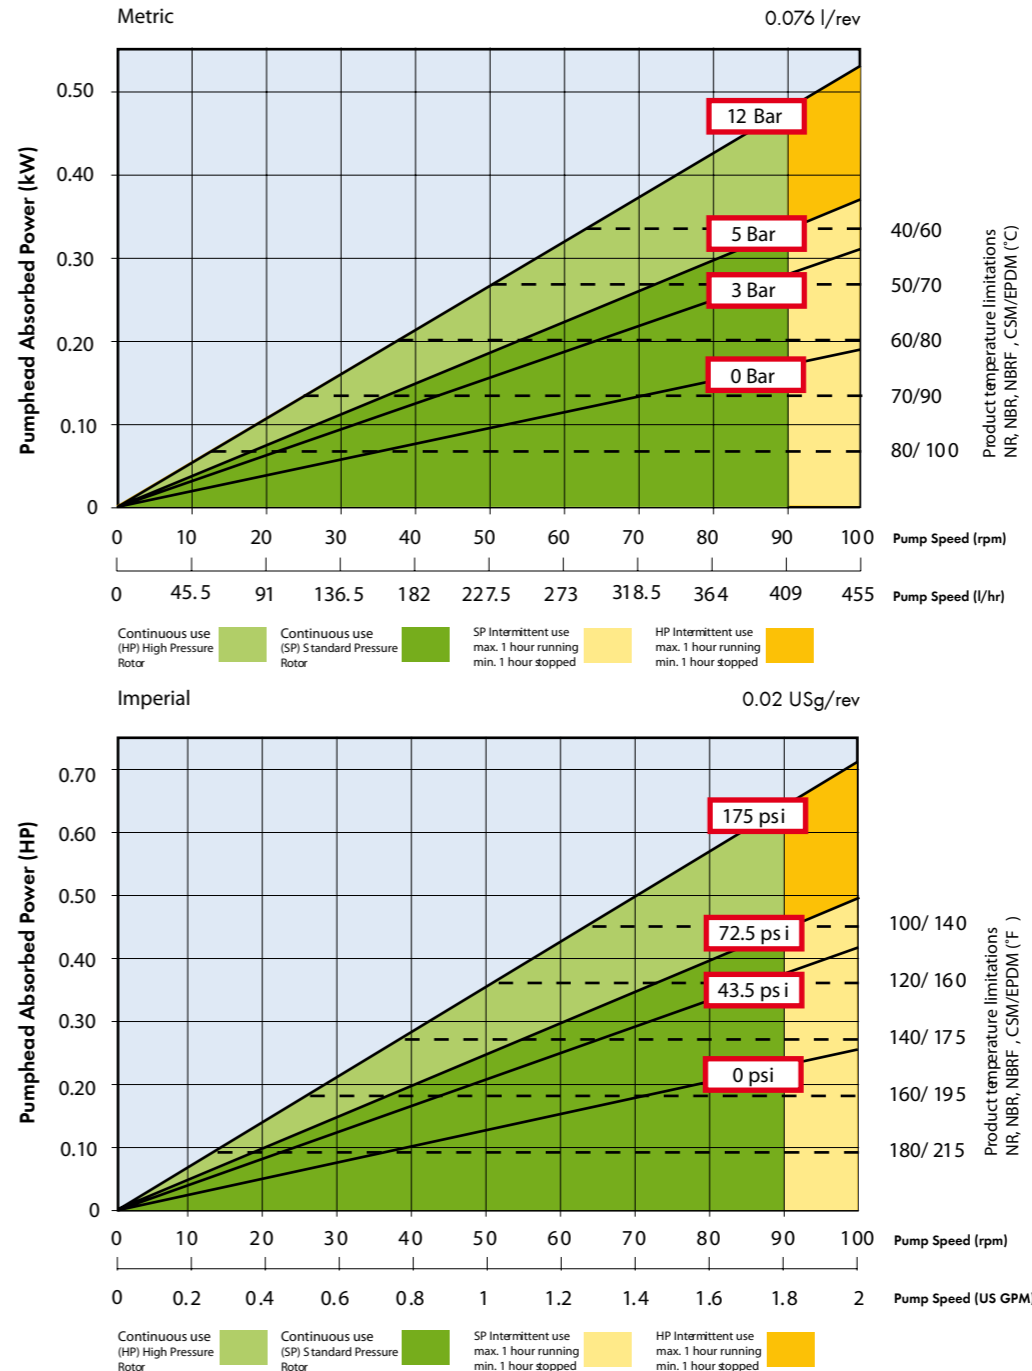 Metric
0.076 l/rev
Pumphead Absorbed Power (kW)
0.50
0.40
0.30
0.20
0.10
0
12 Bar
5 Bar
3 Bar
0 Bar
40/60
50/70
60/80
70/90
80/ 100
Product temperature limitations
NR, NBR, NBRF , CSM/EPDM (˚C)
0 10 20 30 40 50 60 70 80 90 100 Pump Speed (rpm)
0 45.5 91 136.5 182 227.5 273 318.5 364 409 455 Pump Speed (l/hr)
Continuous use
(HP) High Pressure
Rotor
Continuous use
(SP) Standard Pressure
Rotor
SP Intermittent use
max. 1 hour running
min. 1 hour stopped
HP Intermittent use
max. 1 hour running
min. 1 hour stopped
Imperial
0.02 USg/rev
Pumphead Absorbed Power (HP)
0.70
0.60
0.50
0.40
0.30
0.20
0.10
0
175 psi
72.5 psi
43.5 psi
0 psi
100/ 140
120/ 160
140/ 175
160/ 195
180/ 215
Product temperature limitations
NR, NBR, NBRF , CSM/EPDM (˚F )
0 10 20 30 40 50 60 70 80 90 100 Pump Speed (rpm)
0 0.2 0.4 0.6 0.8 1 1.2 1.4 1.6 1.8 2 Pump Speed (US GPM)
Continuous use
(HP) High Pressure
Rotor
Continuous use
(SP) Standard Pressure
Rotor
SP Intermittent use
max. 1 hour running
min. 1 hour stopped
HP Intermittent use
max. 1 hour running
min. 1 hour stopped